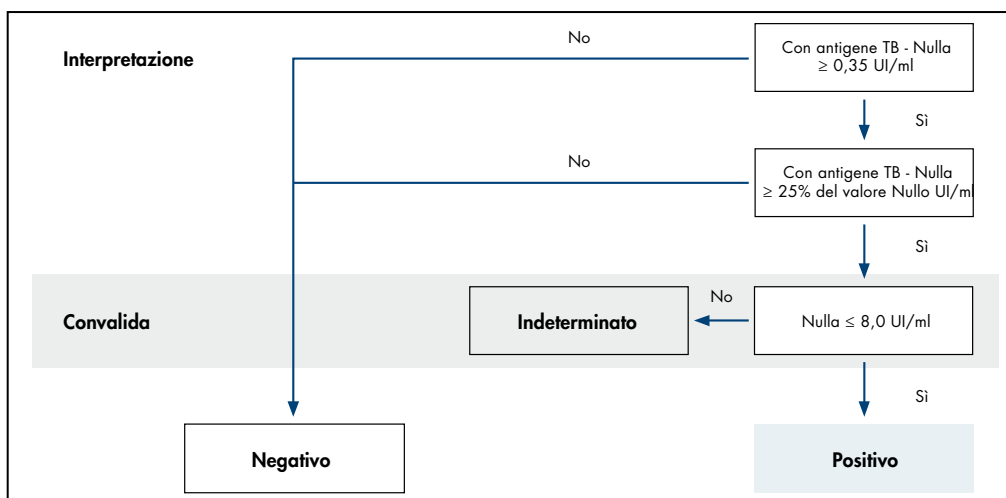 No
Interpretazione
Con antigene TB - Nulla
≥ 0,35 UI/ml
Sì
No
Con antigene TB - Nulla
≥ 25% del valore Nullo UI/ml
Sì
Convalida
Indeterminato
No
Nulla ≤ 8,0 UI/ml
Sì
Negativo
Positivo